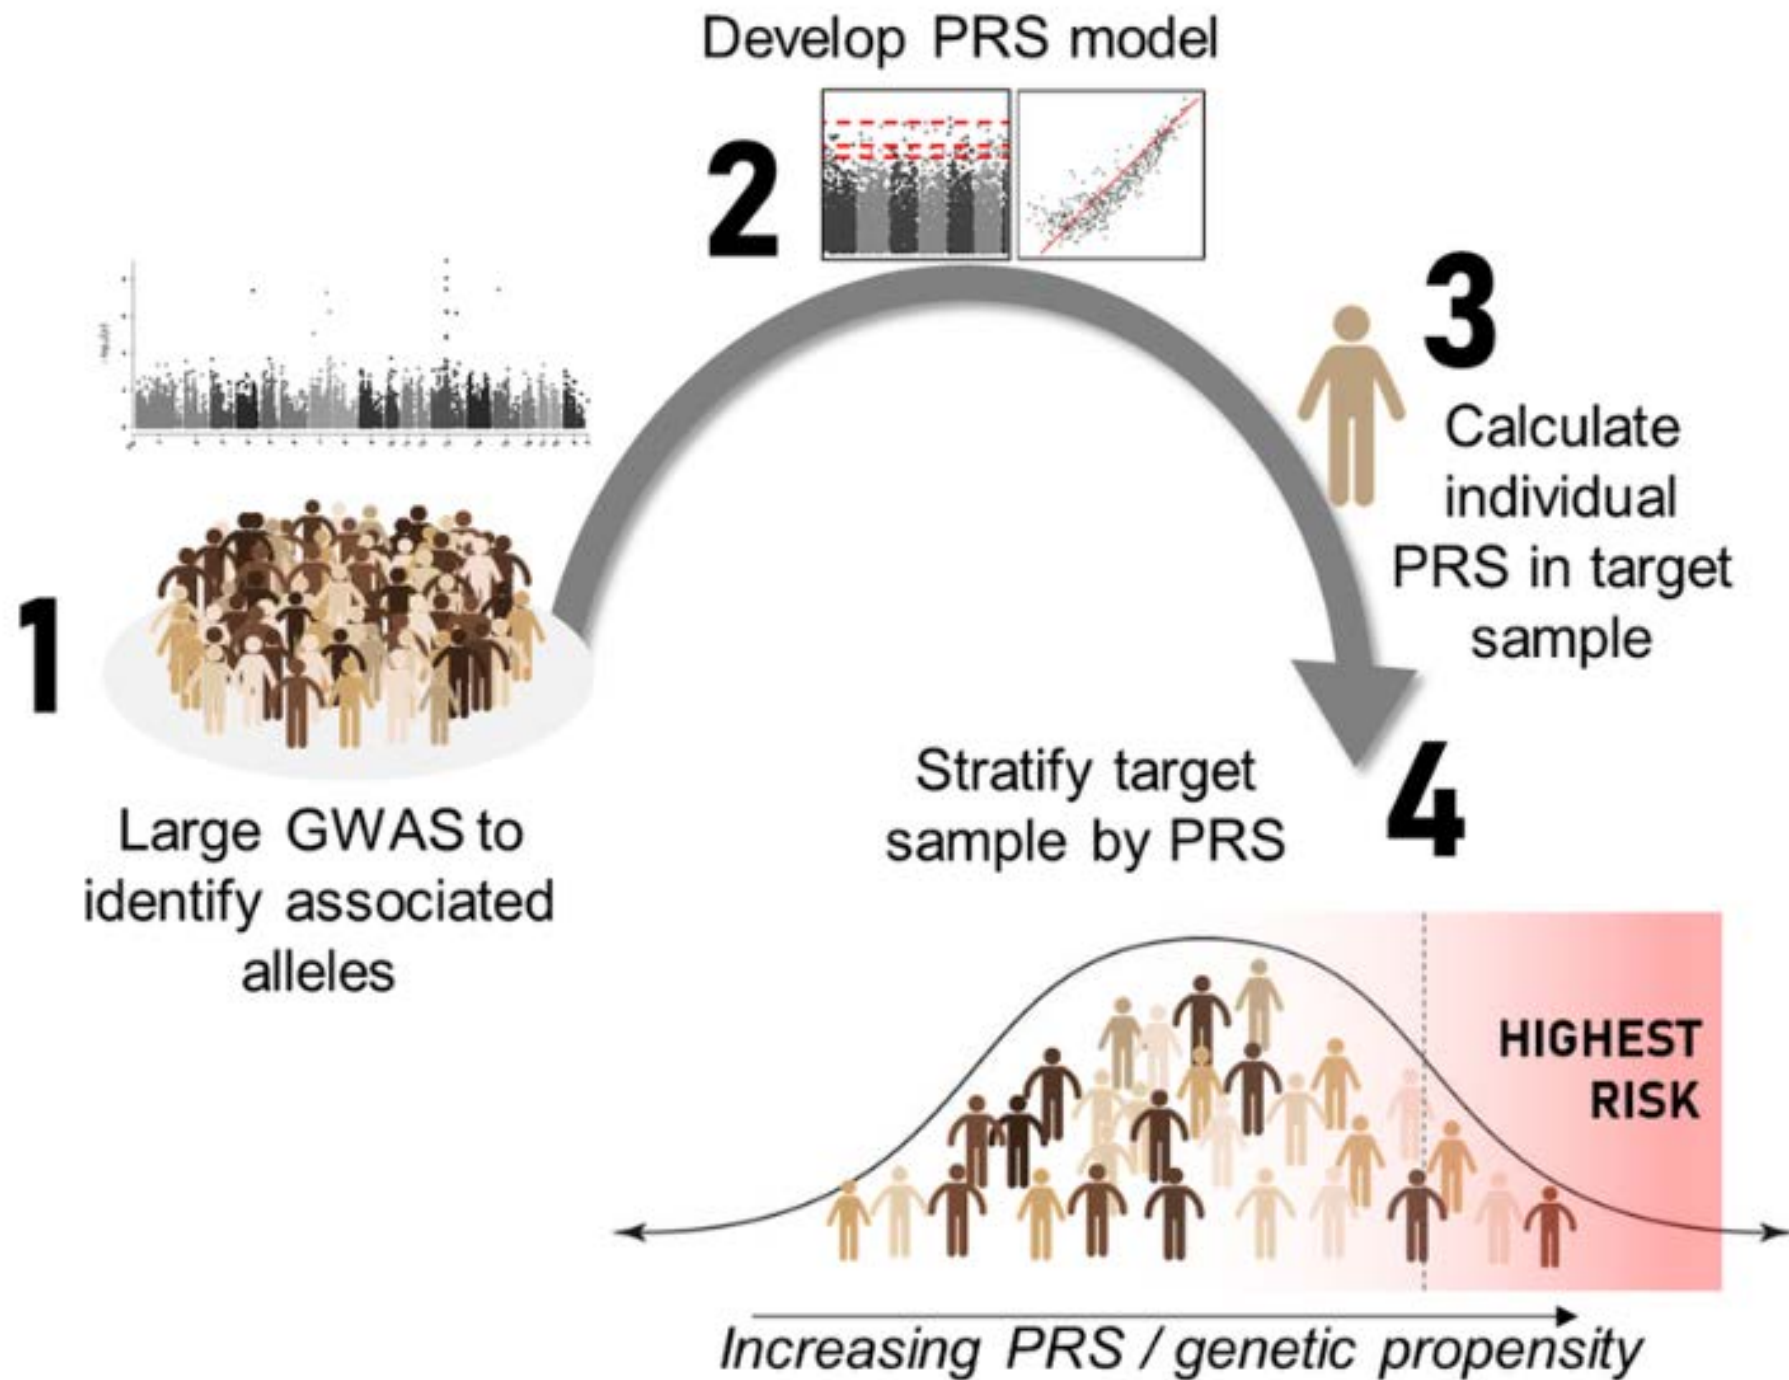 Develop PRS model
2
3
Calculate
individual
PRS in target
sample
1
Large GWAS to
identify associated
alleles
4
Stratify target
sample by PRS
HIGHEST
RISK
Increasing PRS / genetic propensity